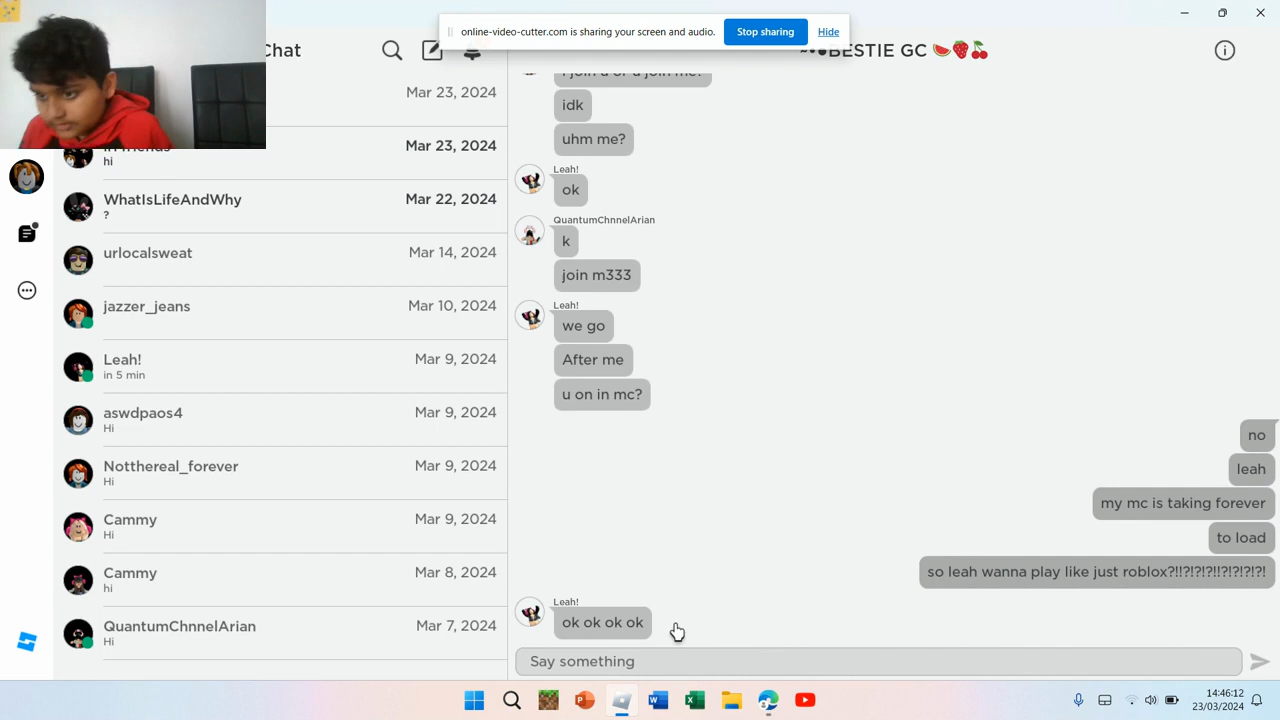 online-video-cutter.com is sharing your screen and audio.
Stop sharing
Hide
Chat
BESTIE GC 🍉🍓🍒
Mar 23, 2024
Mar 23, 2024
hi
WhatIsLifeAndWhy
Mar 22, 2024
?
urlocalsweat
Mar 14, 2024
jazzer_jeans
Mar 10, 2024
Leah!
Mar 9, 2024
in 5 min
aswdpaos4
Mar 9, 2024
Hi
Notthereal_forever
Mar 9, 2024
Hi
Cammy
Mar 9, 2024
Hi
Cammy
Mar 8, 2024
hi
QuantumChnnelArian
Mar 7, 2024
Hi
i join u or u join me?
idk
uhm me?
Leah!
ok
QuantumChnnelArian
k
join m333
Leah!
we go
After me
u on in mc?
no
leah
my mc is taking forever
to load
so leah wanna play like just roblox?!!?!?!?!!?!?!?!?!
Leah!
ok ok ok ok
Say something
14:46:12
23/03/2024